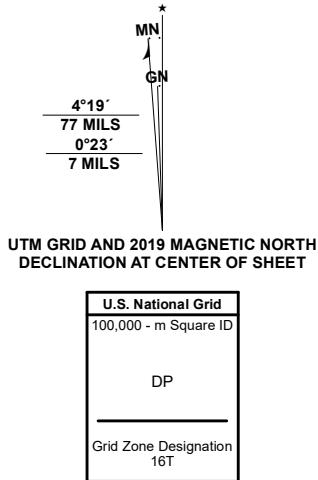 MN
GN
4°19´
77 MILS
0°23´
7 MILS
UTM GRID AND 2019 MAGNETIC NORTH
DECLINATION AT CENTER OF SHEET
U.S. National Grid
100,000 - m Square ID
DP
Grid Zone Designation
16T